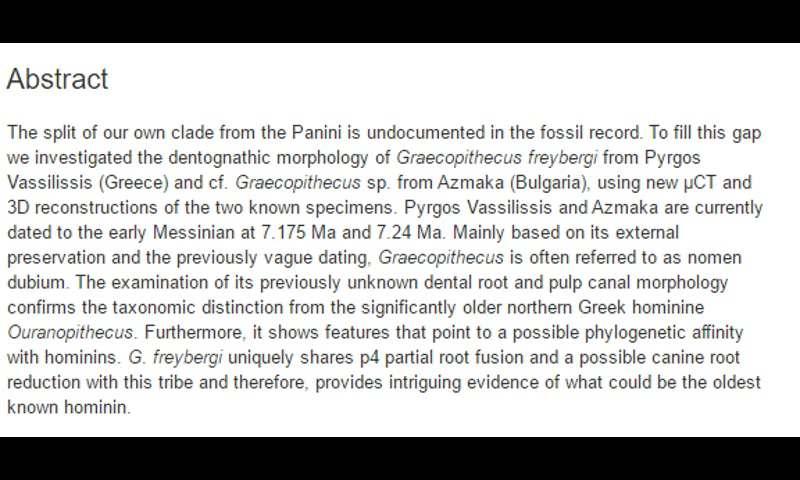 Abstract
The split of our own clade from the Panini is undocumented in the fossil record. To fill this gap
we investigated the dentognathic morphology of Graecopithecus freybergi from Pyrgos
Vassilissis (Greece) and cf. Graecopithecus sp. from Azmaka (Bulgaria), using new μCT and
3D reconstructions of the two known specimens. Pyrgos Vassilissis and Azmaka are currently
dated to the early Messinian at 7.175 Ma and 7.24 Ma. Mainly based on its external
preservation and the previously vague dating, Graecopithecus is often referred to as nomen
dubium. The examination of its previously unknown dental root and pulp canal morphology
confirms the taxonomic distinction from the significantly older northern Greek hominine
Ouranopithecus. Furthermore, it shows features that point to a possible phylogenetic affinity
with hominins. G. freybergi uniquely shares p4 partial root fusion and a possible canine root
reduction with this tribe and therefore, provides intriguing evidence of what could be the oldest
known hominin.